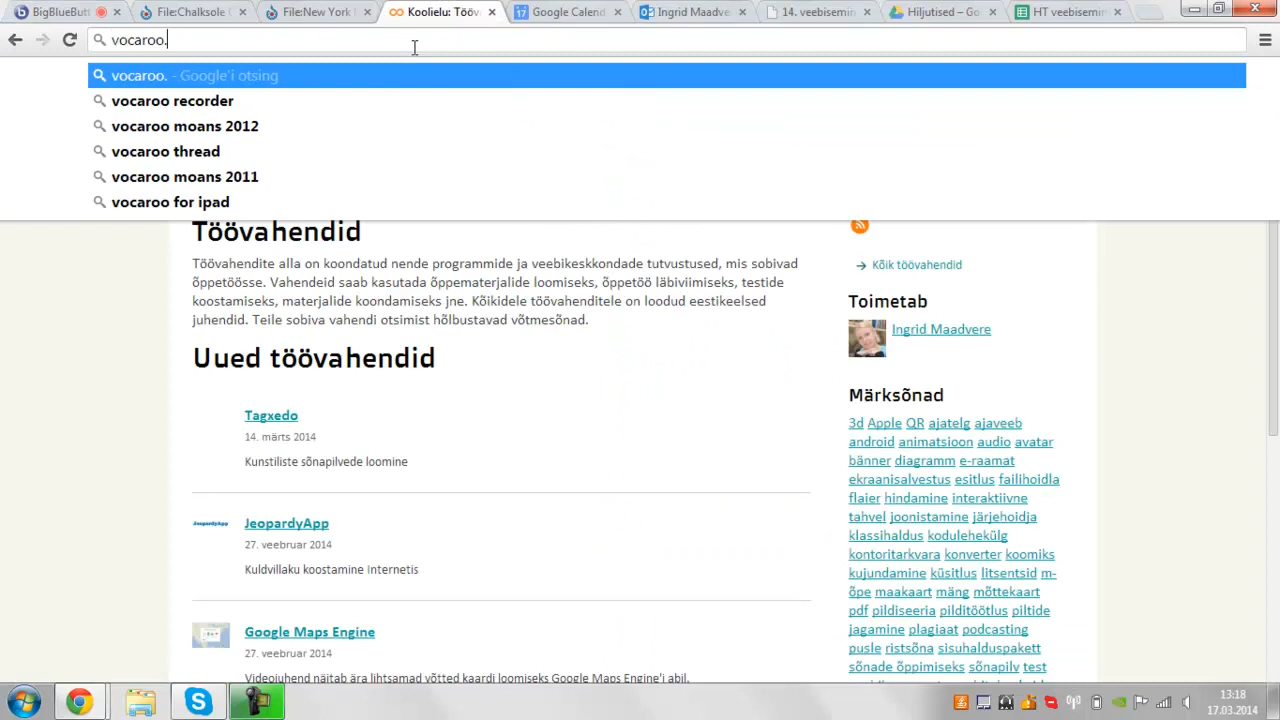 BigBlueButt
File:Chalksole C
File:New York
Koolielu: Tööv
17
Google Calend
Ingrid Maadve
14. veebisemin
Hiljutised – Go
HT veebisemin
vocaroo.
vocaroo. - Google'i otsing
vocaroo recorder
vocaroo moans 2012
vocaroo thread
vocaroo moans 2011
vocaroo for ipad
Töövahendid
Töövahendite alla on koondatud nende programmide ja veebikeskkondade tutvustused, mis sobivad
õppetöösse. Vahendeid saab kasutada õppematerjalide loomiseks, õppetöö läbiviimiseks, testide
koostamiseks, materjalide koondamiseks jne. Kõikidele töövahenditele on loodud eestikeelsed
juhendid. Teile sobiva vahendi otsimist hõlbustavad võtmesõnad.
Uued töövahendid
Tagxedo
14. märts 2014
Kunstiliste sõnapilvede loomine
JeopardyApp
JeopardyApp
27. veebruar 2014
Kuldvillaku koostamine Internetis
Google Maps Engine
27. veebruar 2014
Videojuhend näitab ära lihtsamad võtted kaardi loomiseks Google Maps Engine'i abil.
Kõik töövahendid
Toimetab
Ingrid Maadvere
Märksõnad
3d Apple QR ajatelg ajaveeb
android animatsioon audio avatar
bänner diagramm e-raamat
ekraanisalvestus esitlus failihoidla
flaier hindamine interaktiivne
tahvel joonistamine järjehoidja
klassihaldus kodulehekülg
kontoritarkvara konverter koomiks
kujundamine küsitlus litsentsid m-
õpe maakaart mäng mõttekaart
pdf pildiseeria pilditöötlus piltide
jagamine plagiaat podcasting
pusle ristsõna sisuhalduspakett
sõnade õppimiseks sõnapilv test
13:18
17.03.2014